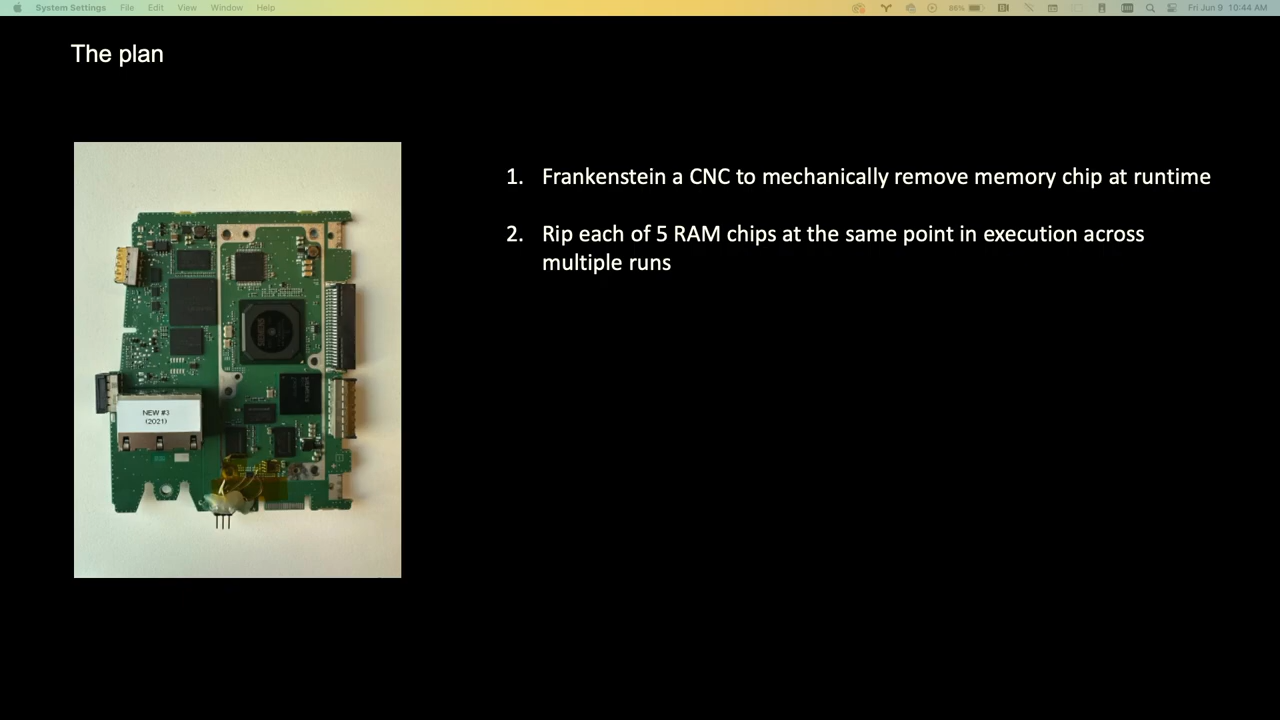 System Settings File Edit View Window Help 86% Fri Jun 9 10:44 AM
The plan
1. Frankenstein a CNC to mechanically remove memory chip at runtime
2. Rip each of 5 RAM chips at the same point in execution across
multiple runs
SIEMENS
NEW #3
(2021)